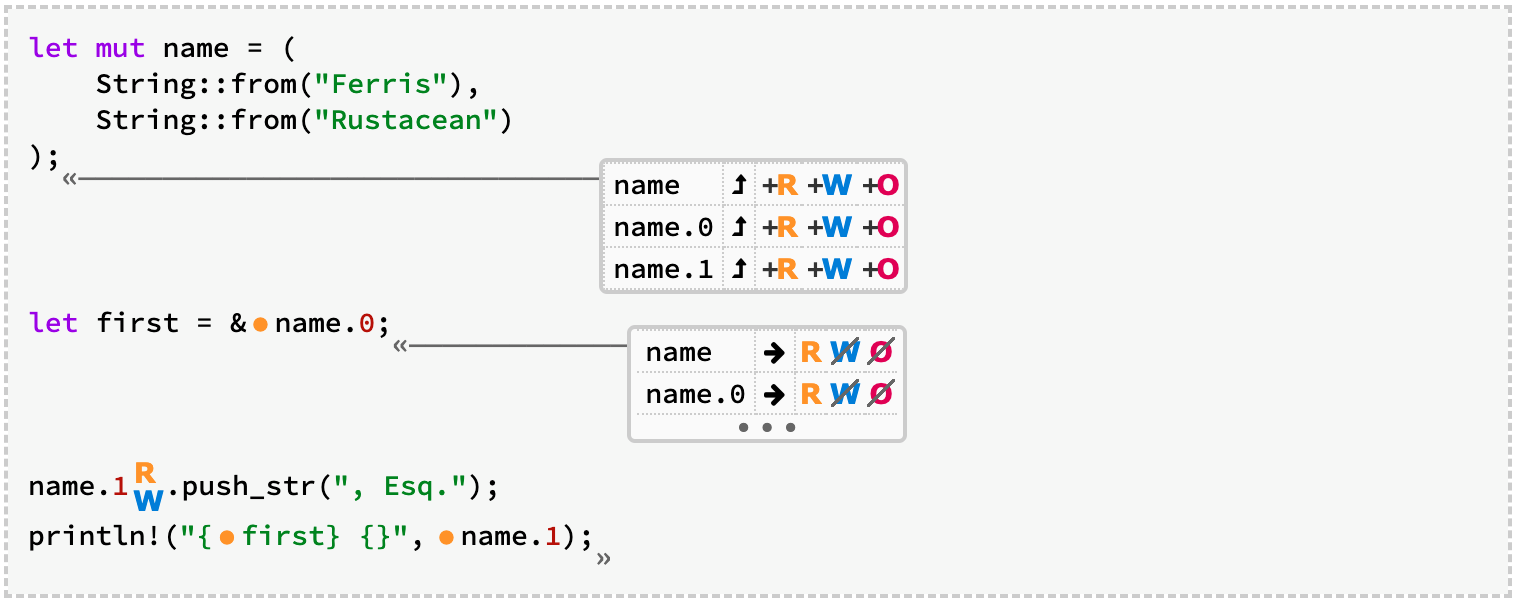 let mut name = (
    String::from("Ferris"),
    String::from("Rustacean")
);
«
name ⮥ +R +W +O
name.0 ⮥ +R +W +O
name.1 ⮥ +R +W +O
let first = &●name.0;
«
name → R W̸ O̸
name.0 → R W̸ O̸
● ● ●
name.1 R W .push_str(", Esq.");
println!("{●first} {}", ●name.1);
»